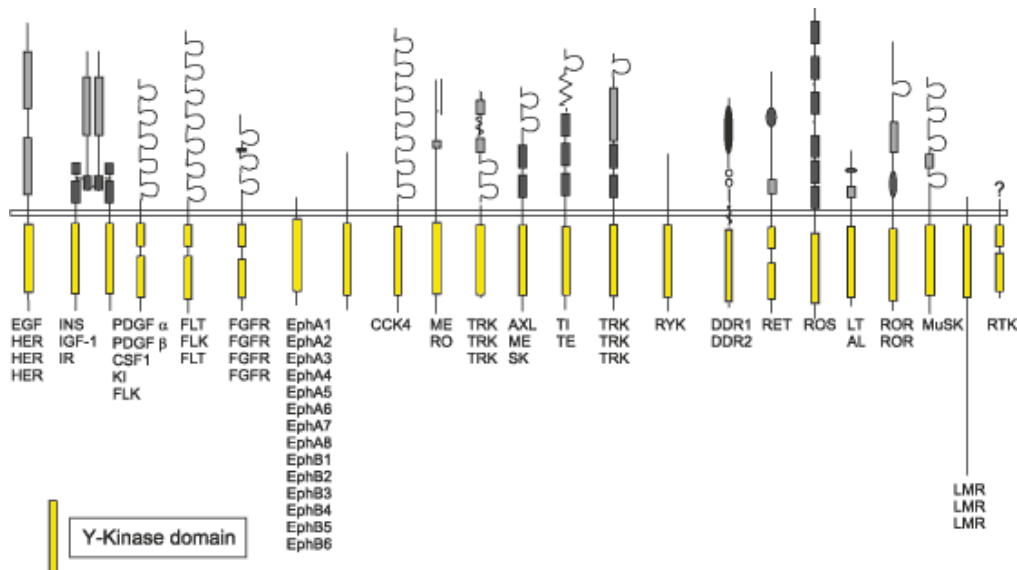 ?
EGF
HER
HER
HER
INS
IGF-1
IR
PDGF α
PDGF β
CSF1
KI
FLK
FLT
FLK
FLT
FGFR
FGFR
FGFR
FGFR
EphA1
EphA2
EphA3
EphA4
EphA5
EphA6
EphA7
EphA8
EphB1
EphB2
EphB3
EphB4
EphB5
EphB6
CCK4
ME
RO
TRK
TRK
TRK
AXL
ME
SK
TI
TE
TRK
TRK
TRK
RYK
DDR1
DDR2
RET
ROS
LT
AL
ROR
ROR
MuSK
LMR
LMR
LMR
RTK
Y-Kinase domain